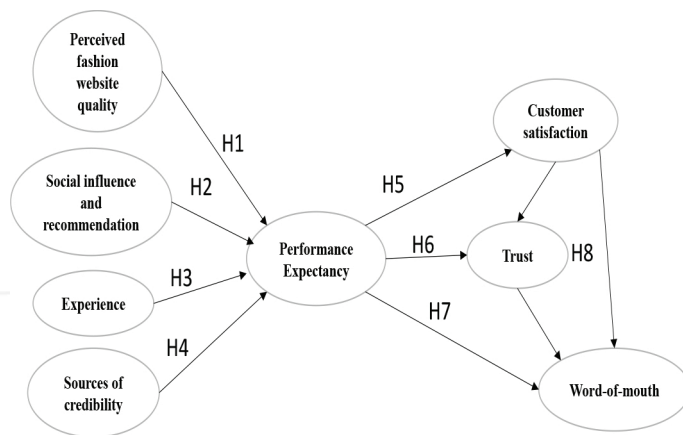 Perceived
fashion
website
quality
H1
Social influence
and
recommendation
H2
Experience
H3
Sources of
credibility
H4
Performance
Expectancy
H5
H6
H7
Customer
satisfaction
Trust
H8
Word-of-mouth